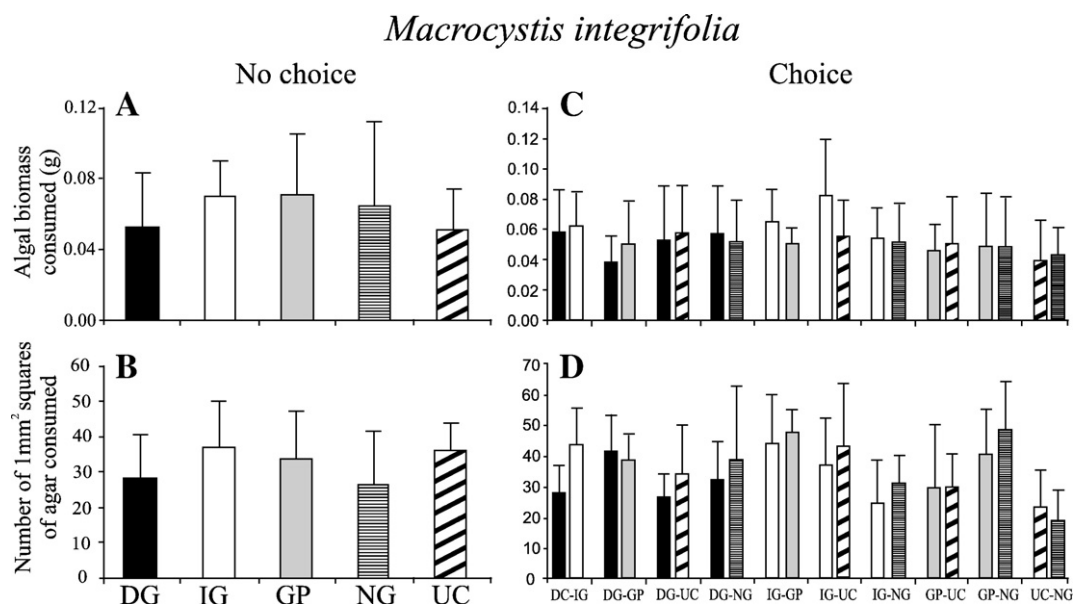 Macrocystis integrifolia
No choice
Choice
A
Algal biomass
consumed (g)
0.12
0.08
0.04
0.00
C
0.14
0.12
0.10
0.08
0.06
0.04
0.02
0.00
B
Number of 1mm² squares
of agar consumed
60
50
40
30
20
10
0
DG IG GP NG UC
D
70
60
50
40
30
20
10
0
DC-IG DG-GP DG-UC DG-NG IG-GP IG-UC IG-NG GP-UC GP-NG UC-NG